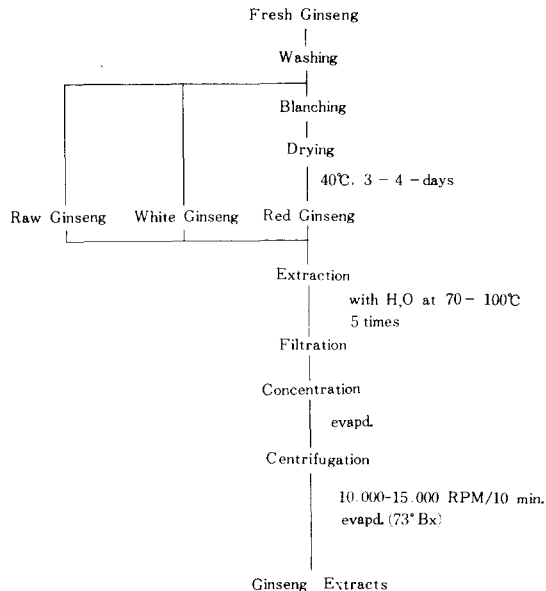 Fresh Ginseng
Washing
Blanching
Drying
40℃. 3 - 4 -days
Raw Ginseng White Ginseng Red Ginseng
Extraction
with H₂O at 70 - 100℃
5 times
Filtration
Concentration
evapd.
Centrifugation
10.000-15.000 RPM/10 min.
evapd. (73° Bx)
Ginseng Extracts